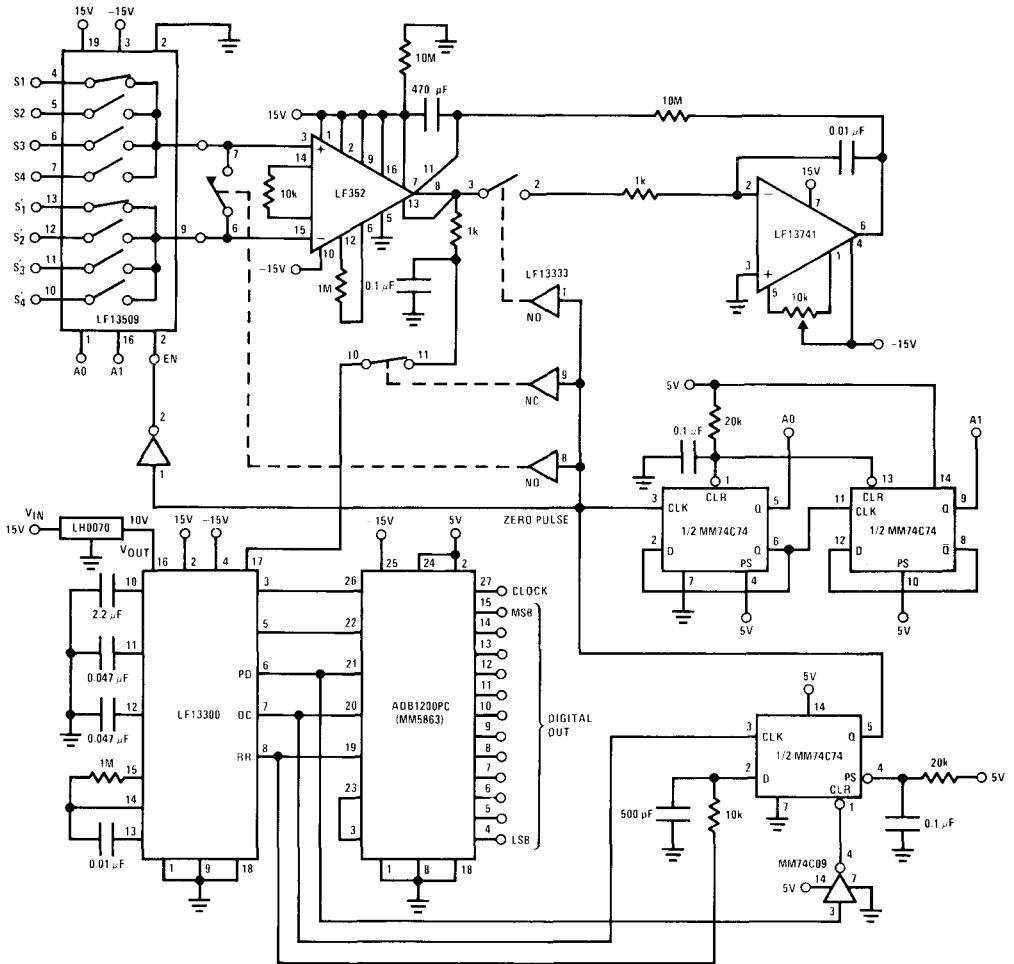 15V -15V
19 3 2
S1 4
S2 5
S3 6
S4 7
S'1 13
S'2 12
S'3 11
S'4 10
LF13509
1 16 2
A0 A1 EN
7
9 6
10M
470 µF
15V
3 1 2 9 16 7 11
+
14
10k
LF352
8
13
15 -
10 12 6 5
-15V
1M
1k
0.1 µF
3 2
10M
1k
0.01 µF
15V
7
2 -
LF13741
6
4
3 +
1
5
10k
-15V
LF13333
1
NO
10 11
9
NC
8
NO
2
1
ZERO PULSE
5V
20k
0.1 µF
A0 A1
1 13 14
3 CLK CLR Q 5
1/2 MM74C74
2 D Q̅ 6
PS
7 4
5V
11 CLK CLR Q 9
1/2 MM74C74
12 D Q̅ 8
PS
10
5V
VIN
15V LH0070 10V
VOUT
15V -15V
16 2 4 17
10
2.2 µF
11
0.047 µF
12
0.047 µF
1M 15
14
13
0.01 µF
LF13300
3
5
PD 6
OC 7
RR 8
1 9 18
-15V 5V
25 24 2
26
22
21
20
19
23
3
ADB1200PC
(MM5863)
27 CLOCK
15 MSB
14
13
12
11
10
9
8
7
6
5
4 LSB
DIGITAL
OUT
1 8 18
5V
14
3 CLK Q 5
1/2 MM74C74
2 D PS 4
CLR
7 1
20k
5V
0.1 µF
500 pF
10k
MM74C09
4
5V 14 7
3